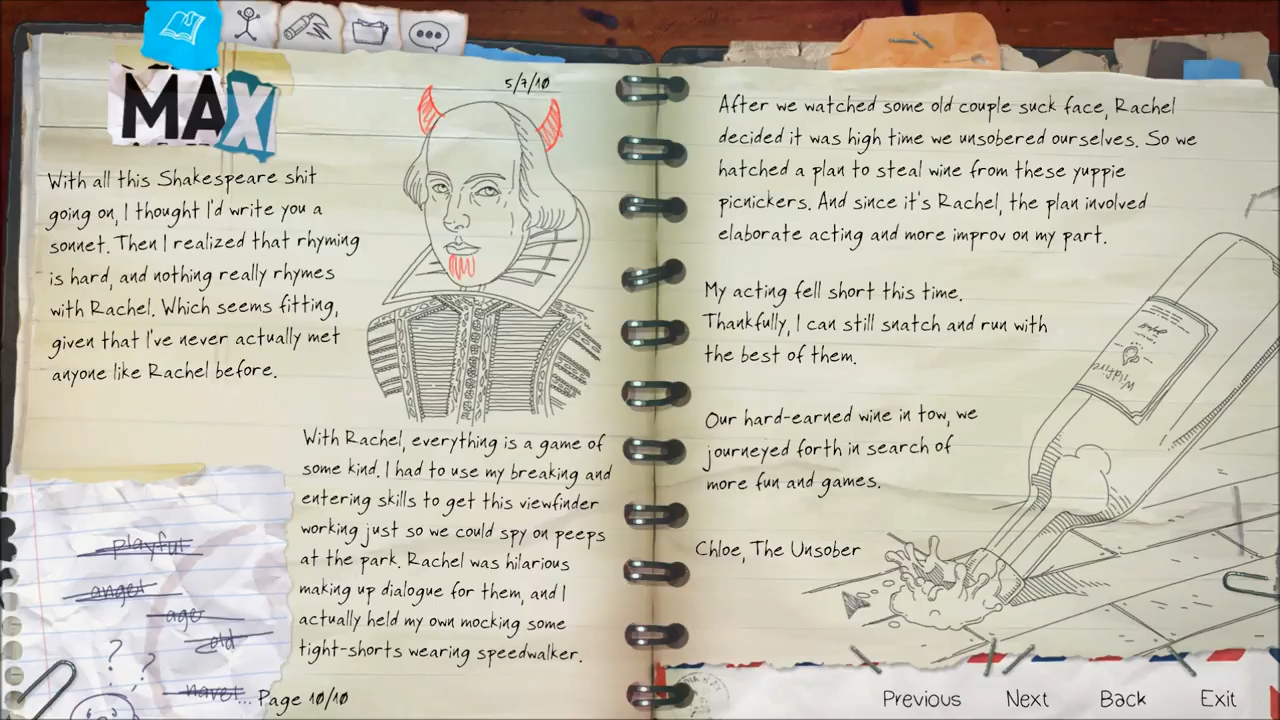 MAX
5/7/10
With all this Shakespeare shit
going on, I thought I'd write you a
sonnet. Then I realized that rhyming
is hard, and nothing really rhymes
with Rachel. Which seems fitting,
given that I've never actually met
anyone like Rachel before.
With Rachel, everything is a game of
some kind. I had to use my breaking and
entering skills to get this viewfinder
working just so we could spy on peeps
at the park. Rachel was hilarious
making up dialogue for them, and I
actually held my own mocking some
tight-shorts wearing speedwalker.
playful
angel
age
old
? ?
navel...
Page 10/10
After we watched some old couple suck face, Rachel
decided it was high time we unsobered ourselves. So we
hatched a plan to steal wine from these yuppie
picnickers. And since it's Rachel, the plan involved
elaborate acting and more improv on my part.
My acting fell short this time.
Thankfully, I can still snatch and run with
the best of them.
Our hard-earned wine in tow, we
journeyed forth in search of
more fun and games.
Chloe, The Unsober
Previous Next Back Exit